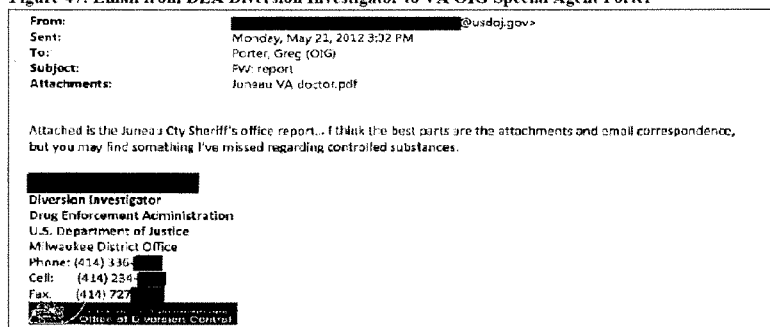 Figure 47: Email from DEA Diversion Investigator to VA OIG Special Agent Porter
From: @usdoj.gov>
Sent: Monday, May 21, 2012 3:02 PM
To: Porter, Greg (OIG)
Subject: FW: report
Attachments: Juneau VA doctor.pdf
Attached is the Juneau Cty Sheriff's office report... I think the best parts are the attachments and email correspondence,
but you may find something I've missed regarding controlled substances.
Diversion Investigator
Drug Enforcement Administration
U.S. Department of Justice
Milwaukee District Office
Phone: (414) 336-
Cell: (414) 234-
Fax: (414) 727
Office of Diversion Control